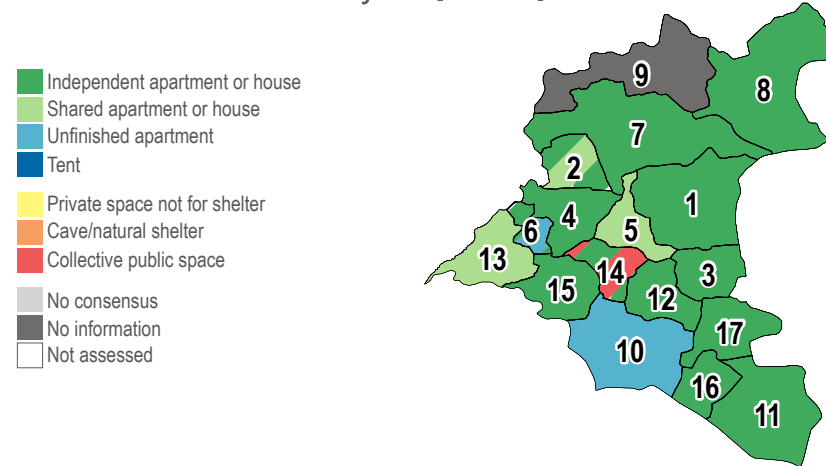 Independent apartment or house
Shared apartment or house
Unfinished apartment
Tent
Private space not for shelter
Cave/natural shelter
Collective public space
No consensus
No information
Not assessed
9
8
7
2
1
4
5
6
13
14
3
15
12
17
10
16
11